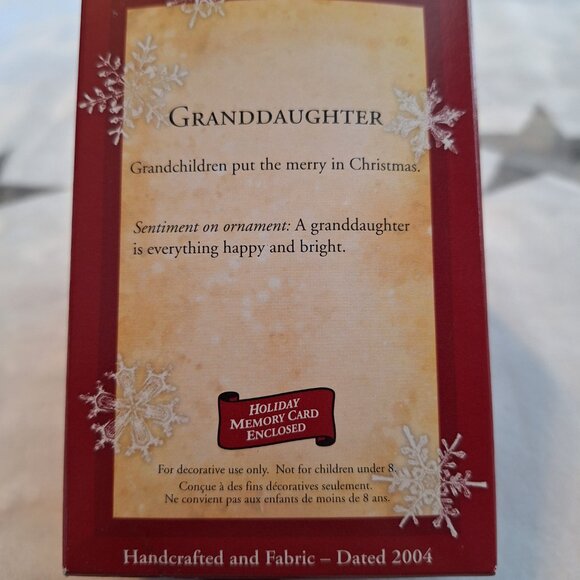 GRANDDAUGHTER
Grandchildren put the merry in Christmas.
Sentiment on ornament: A granddaughter
is everything happy and bright.
HOLIDAY
MEMORY CARD
ENCLOSED
For decorative use only. Not for children under 8.
Conçue à des fins décoratives seulement.
Ne convient pas aux enfants de moins de 8 ans.
Handcrafted and Fabric – Dated 2004